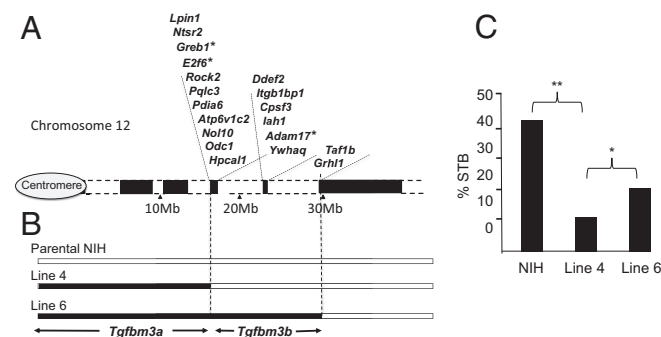 A
Lpin1
Ntsr2
Greb1*
E2f6*
Rock2
Pqlc3
Pdia6
Atp6v1c2
Nol10
Odc1
Hpcal1
Ddef2
Itgb1bp1
Cpsf3
Iah1
Adam17*
Ywhaq
Taf1b
Grhl1
Chromosome 12
Centromere
10Mb
20Mb
30Mb
B
Parental NIH
Line 4
Line 6
Tgfbm3a
Tgfbm3b
C
**
*
% STB
50
40
30
20
10
0
NIH
Line 4
Line 6